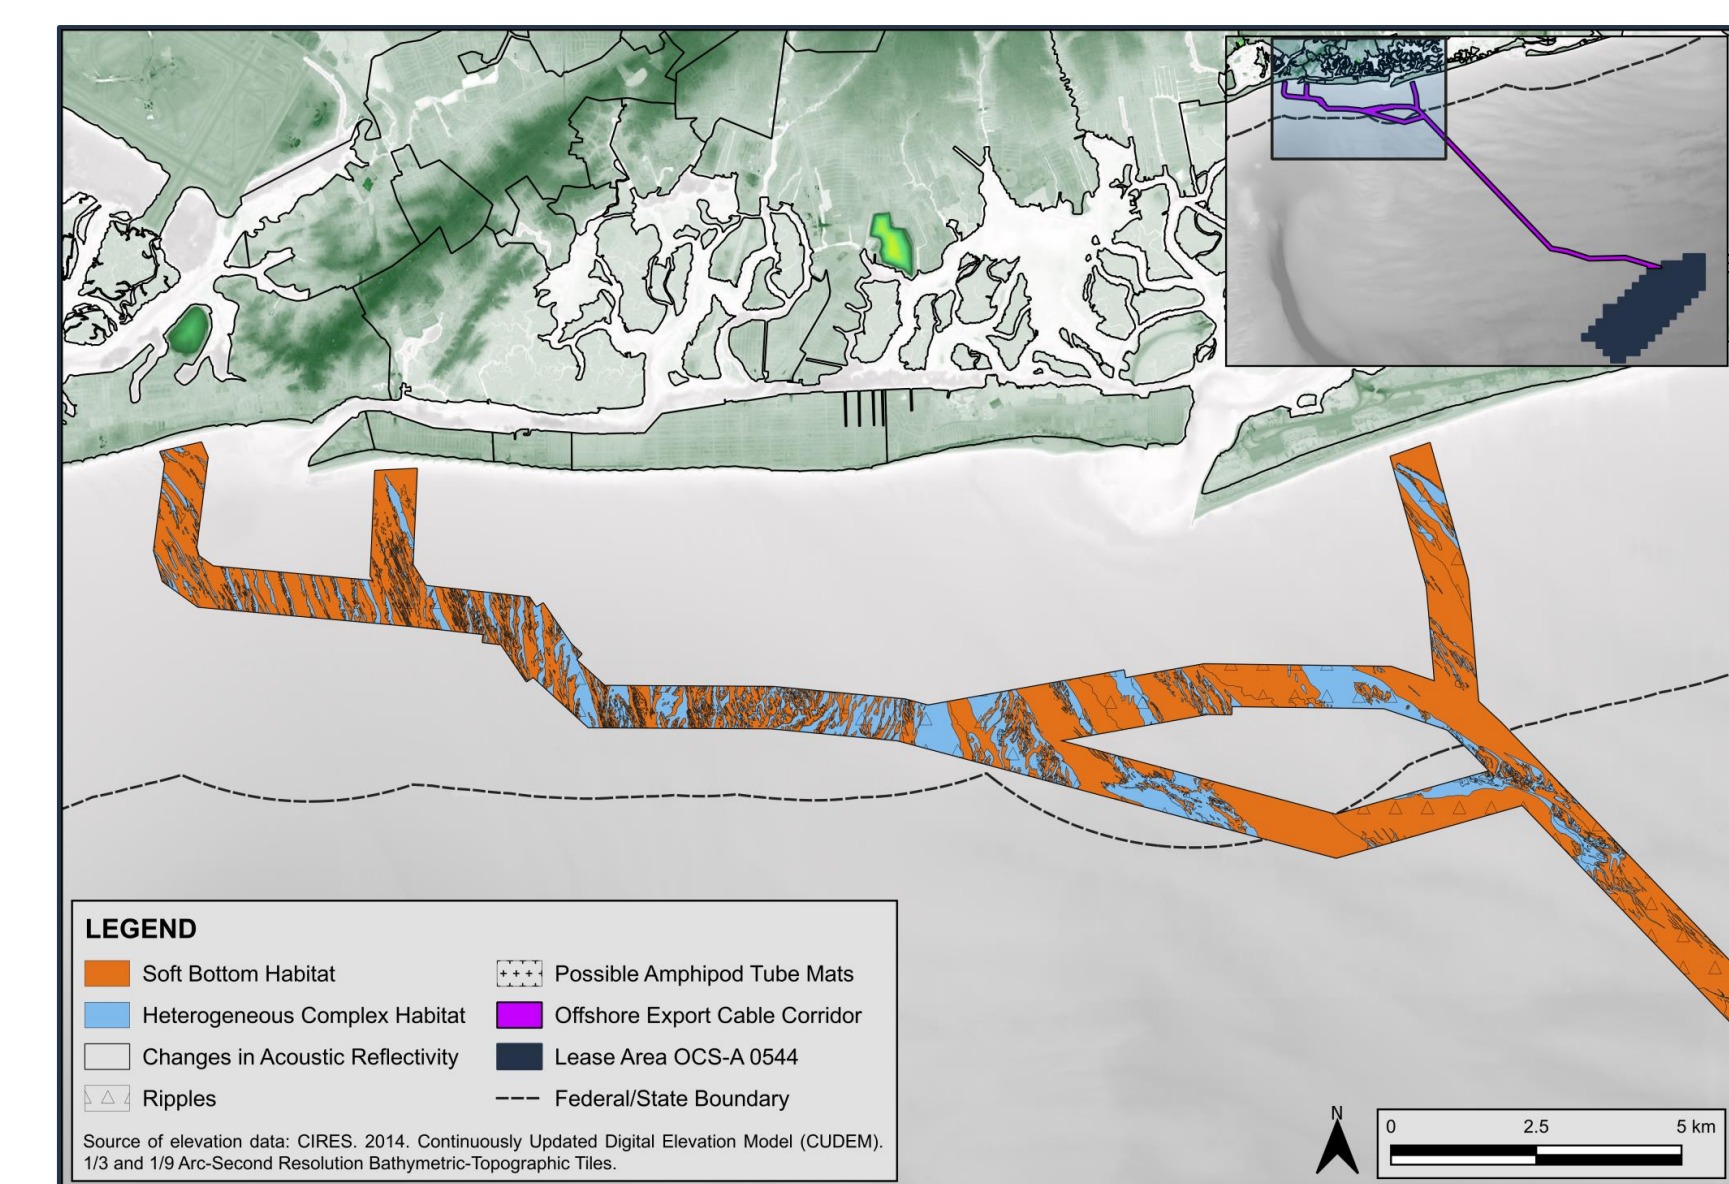 N
0 2.5 5 km
LEGEND
Soft Bottom Habitat
Heterogeneous Complex Habitat
Changes in Acoustic Reflectivity
Ripples
Possible Amphipod Tube Mats
Offshore Export Cable Corridor
Lease Area OCS-A 0544
Federal/State Boundary
Source of elevation data: CIRES. 2014. Continuously Updated Digital Elevation Model (CUDEM).
1/3 and 1/9 Arc-Second Resolution Bathymetric-Topographic Tiles.